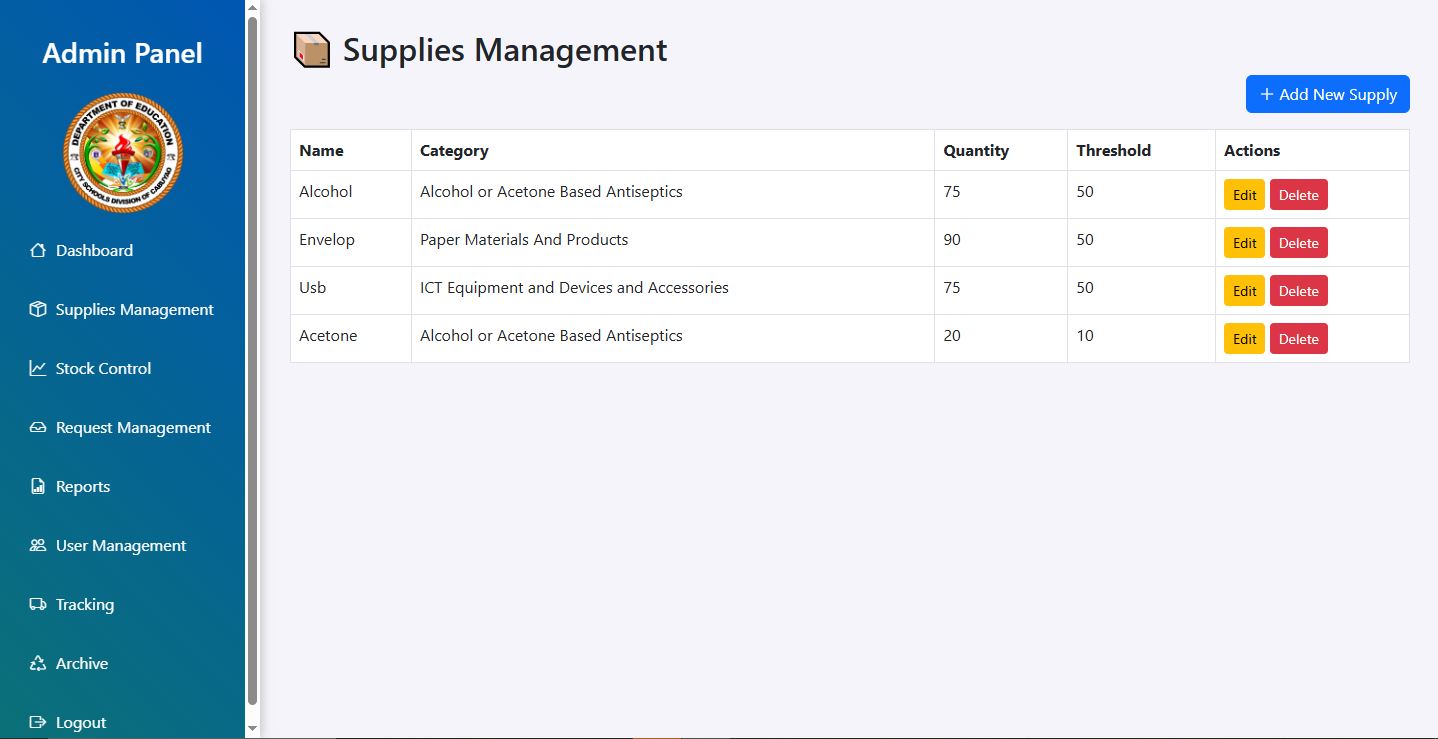 Admin Panel
DEPARTMENT OF EDUCATION
CITY SCHOOLS DIVISION OF CABUYAO
Dashboard
Supplies Management
Stock Control
Request Management
Reports
User Management
Tracking
Archive
Logout
Supplies Management
+ Add New Supply
Name Category Quantity Threshold Actions
Alcohol Alcohol or Acetone Based Antiseptics 75 50 Edit Delete
Envelop Paper Materials And Products 90 50 Edit Delete
Usb ICT Equipment and Devices and Accessories 75 50 Edit Delete
Acetone Alcohol or Acetone Based Antiseptics 20 10 Edit Delete